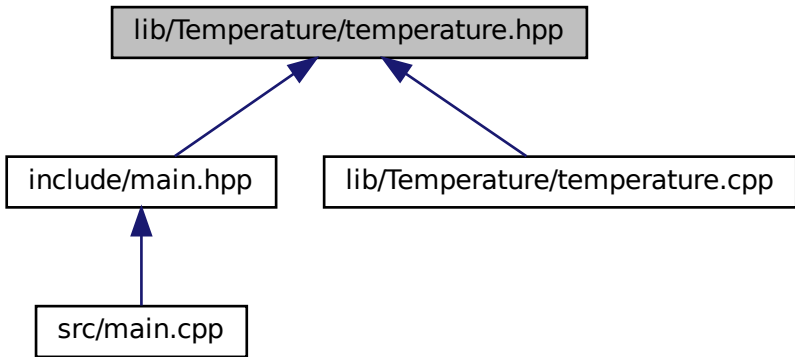 lib/Temperature/temperature.hpp
include/main.hpp
lib/Temperature/temperature.cpp
src/main.cpp